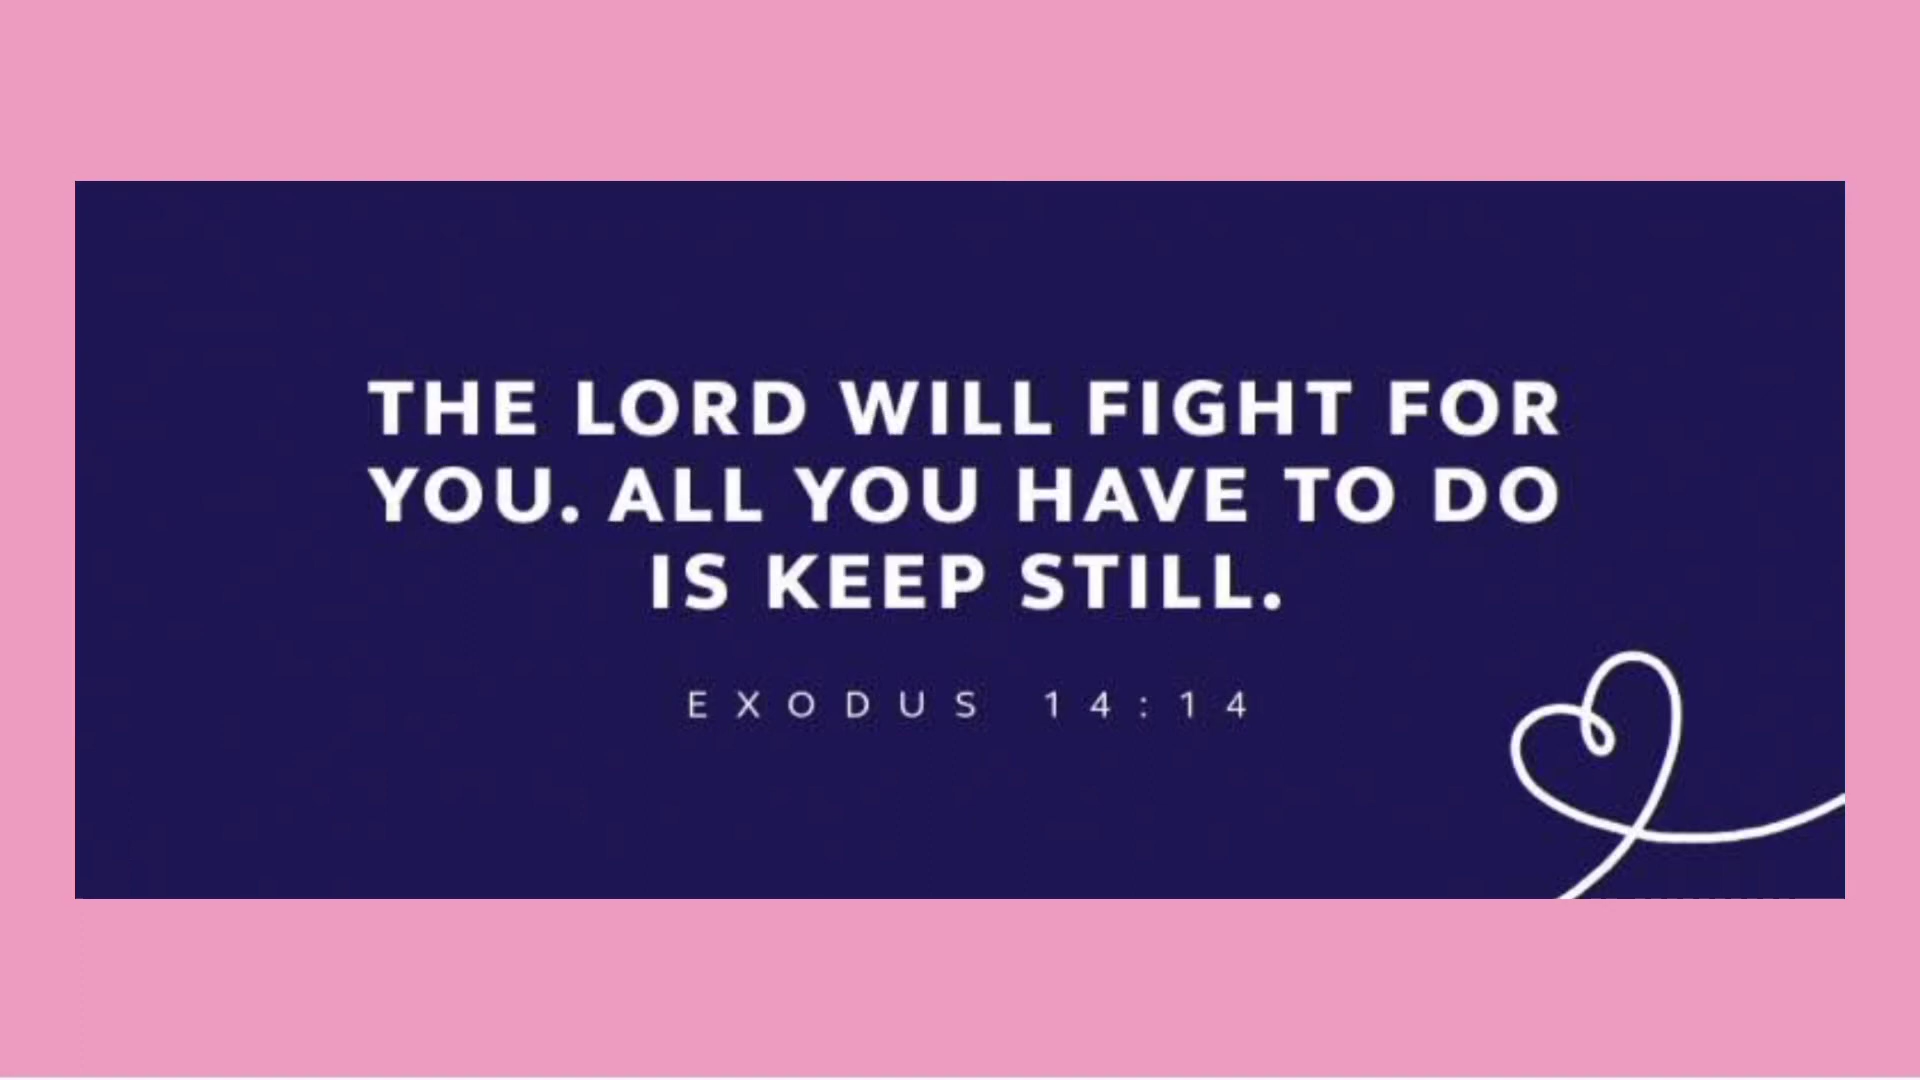 THE LORD WILL FIGHT FOR
YOU. ALL YOU HAVE TO DO
IS KEEP STILL.
EXODUS 14:14